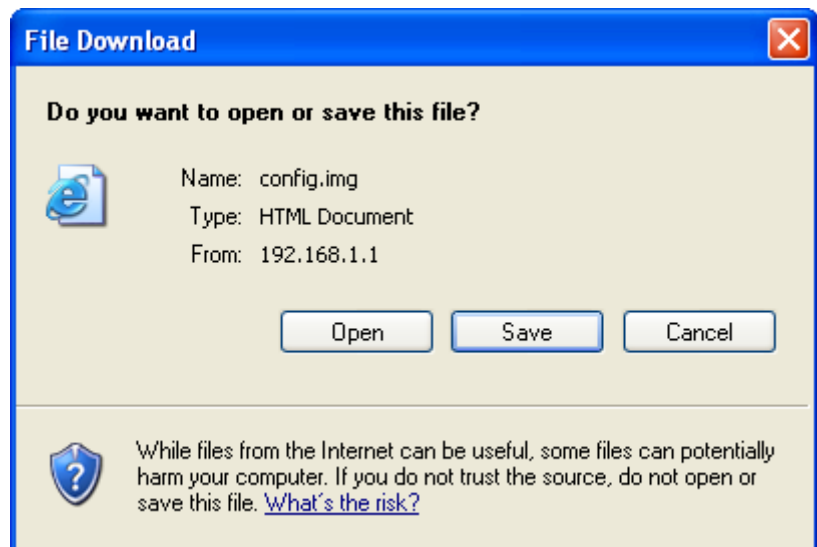 File Download
Do you want to open or save this file?
Name: config.img
Type: HTML Document
From: 192.168.1.1
Open Save Cancel
While files from the Internet can be useful, some files can potentially
harm your computer. If you do not trust the source, do not open or
save this file. What's the risk?